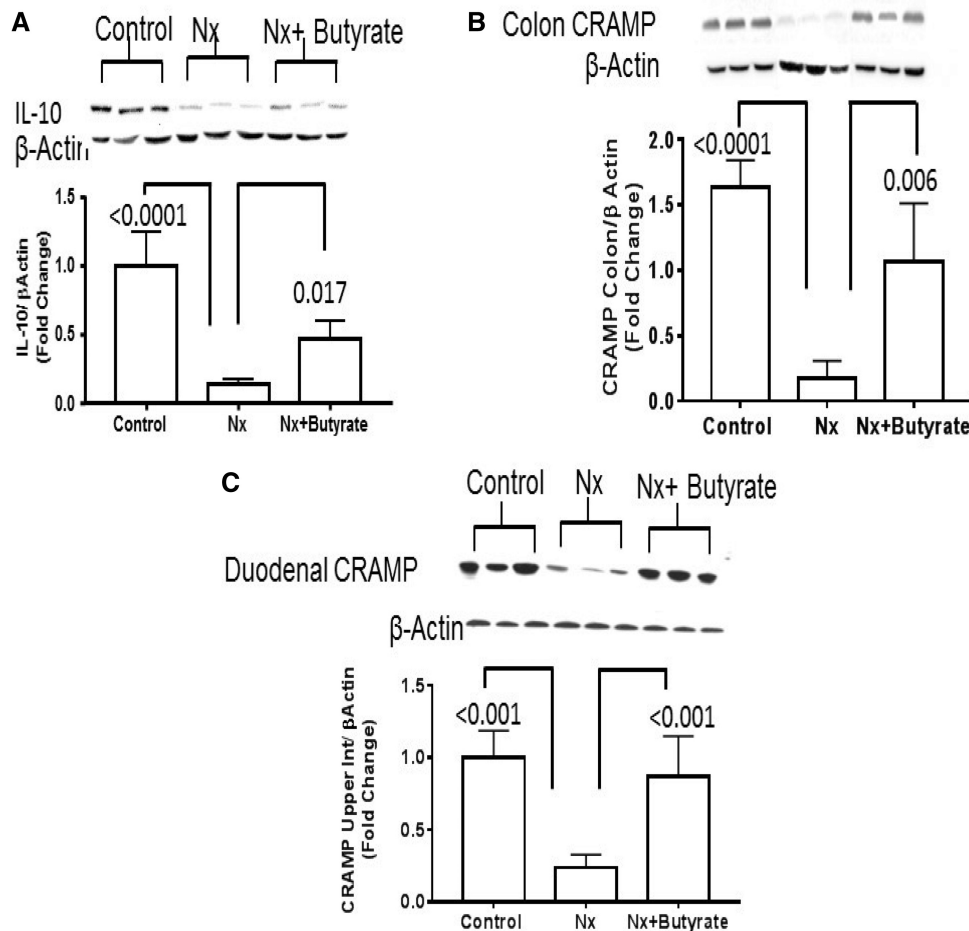 A
Control Nx Nx+ Butyrate
IL-10
β-Actin
1.5
1.0
0.5
0.0
IL-10/ βActin
(Fold Change)
<0.0001
0.017
Control Nx Nx+Butyrate
B
Colon CRAMP
β-Actin
2.0
1.5
1.0
0.5
0.0
CRAMP Colon/β Actin
(Fold Change)
<0.0001
0.006
Control Nx Nx+Butyrate
C
Control Nx Nx+ Butyrate
Duodenal CRAMP
β-Actin
1.5
1.0
0.5
0.0
CRAMP Upper Int/ βActin
(Fold Change)
<0.001
<0.001
Control Nx Nx+Butyrate